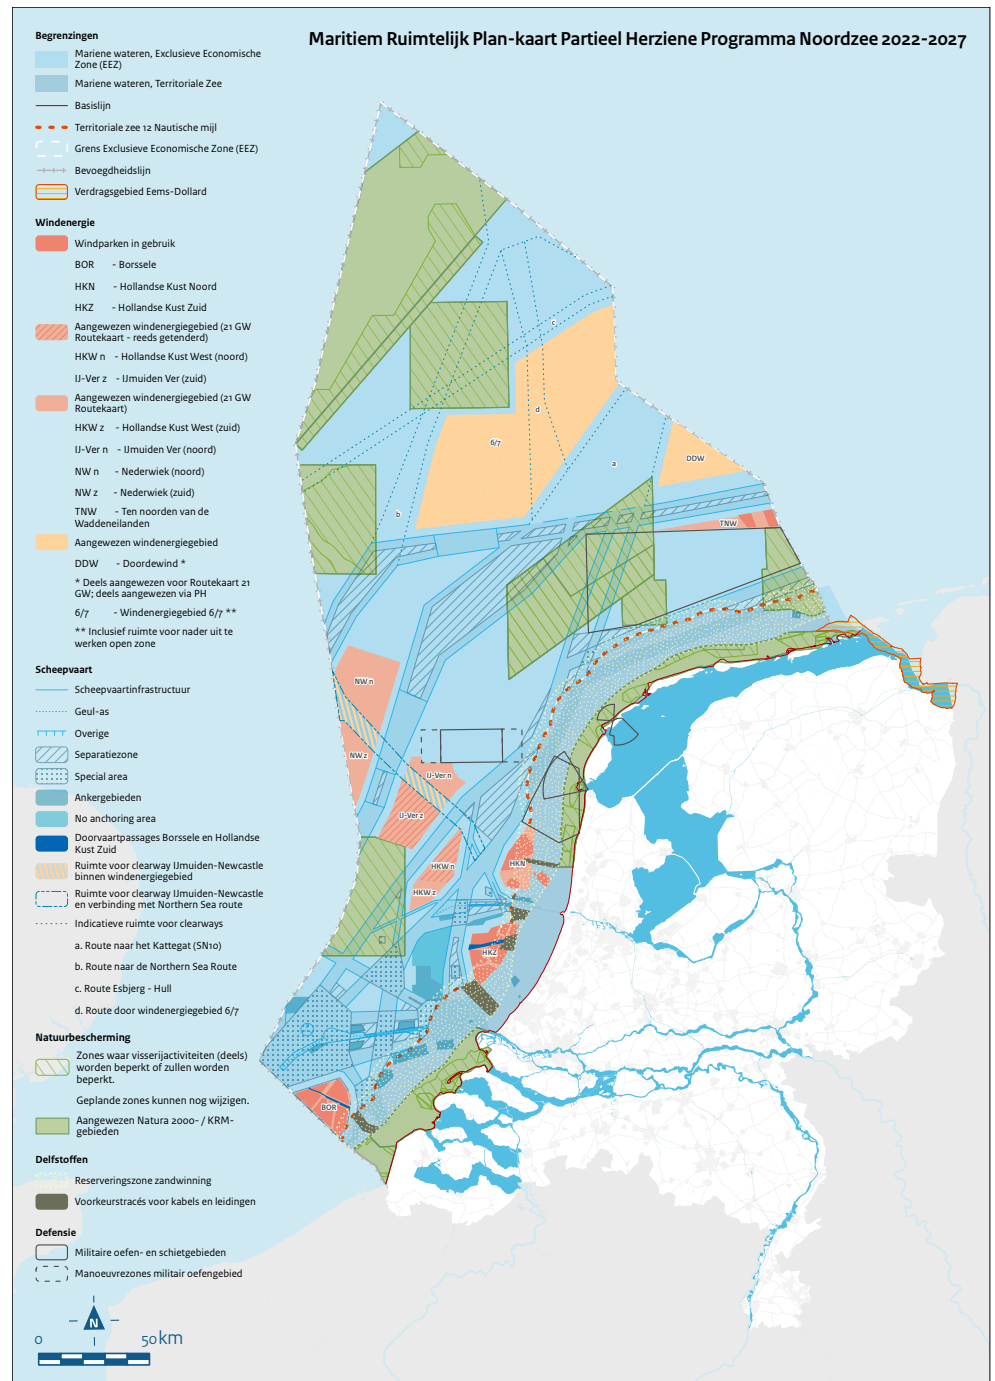 Maritiem Ruimtelijk Plan-kaart Partieel Herziene Programma Noordzee 2022-2027
Begrenzingen
Mariene wateren, Exclusieve Economische
Zone (EEZ)
Mariene wateren, Territoriale Zee
Basislijn
Territoriale zee 12 Nautische mijl
Grens Exclusieve Economische Zone (EEZ)
Bevoegdheidslijn
Verdragsgebied Eems-Dollard
Windenergie
Windparken in gebruik
BOR - Borssele
HKN - Hollandse Kust Noord
HKZ - Hollandse Kust Zuid
Aangewezen windenergiegebied (21 GW
Routekaart - reeds getenderd)
HKW n - Hollandse Kust West (noord)
IJ-Ver z - IJmuiden Ver (zuid)
Aangewezen windenergiegebied (21 GW
Routekaart)
HKW z - Hollandse Kust West (zuid)
IJ-Ver n - IJmuiden Ver (noord)
NW n - Nederwiek (noord)
NW z - Nederwiek (zuid)
TNW - Ten noorden van de
Waddeneilanden
Aangewezen windenergiegebied
DDW - Doordewind *
* Deels aangewezen voor Routekaart 21
GW; deels aangewezen via PH
6/7 - Windenergiegebied 6/7 **
** Inclusief ruimte voor nader uit te
werken open zone
Scheepvaart
Scheepvaartinfrastructuur
Geul-as
Overige
Separatiezone
Special area
Ankergebieden
No anchoring area
Doorvaartpassages Borssele en Hollandse
Kust Zuid
Ruimte voor clearway IJmuiden-Newcastle
binnen windenergiegebied
Ruimte voor clearway IJmuiden-Newcastle
en verbinding met Northern Sea route
Indicatieve ruimte voor clearways
a. Route naar het Kattegat (SN10)
b. Route naar de Northern Sea Route
c. Route Esbjerg - Hull
d. Route door windenergiegebied 6/7
Natuurbescherming
Zones waar visserijactiviteiten (deels)
worden beperkt of zullen worden
beperkt.
Geplande zones kunnen nog wijzigen.
Aangewezen Natura 2000- / KRM-
gebieden
Delfstoffen
Reserveringszone zandwinning
Voorkeurstracés voor kabels en leidingen
Defensie
Militaire oefen- en schietgebieden
Manoeuvrezones militair oefengebied
N
0 50 km
c
d
6/7
a
DDW
b
TNW
NW n
NW z
IJ-Ver n
IJ-Ver z
HKN
HKW n
HKW z
HKZ
BOR